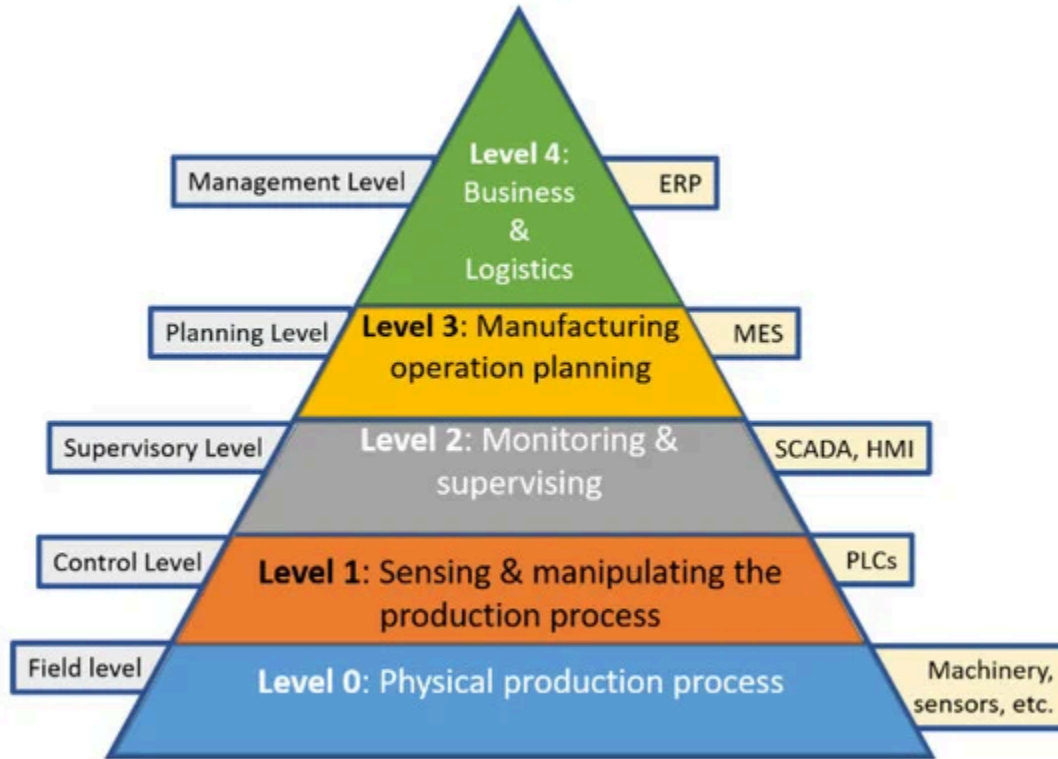 Level 4:
Business
&
Logistics
Management Level
ERP
Level 3: Manufacturing
operation planning
Planning Level
MES
Level 2: Monitoring &
supervising
Supervisory Level
SCADA, HMI
Level 1: Sensing & manipulating the
production process
Control Level
PLCs
Level 0: Physical production process
Field level
Machinery,
sensors, etc.